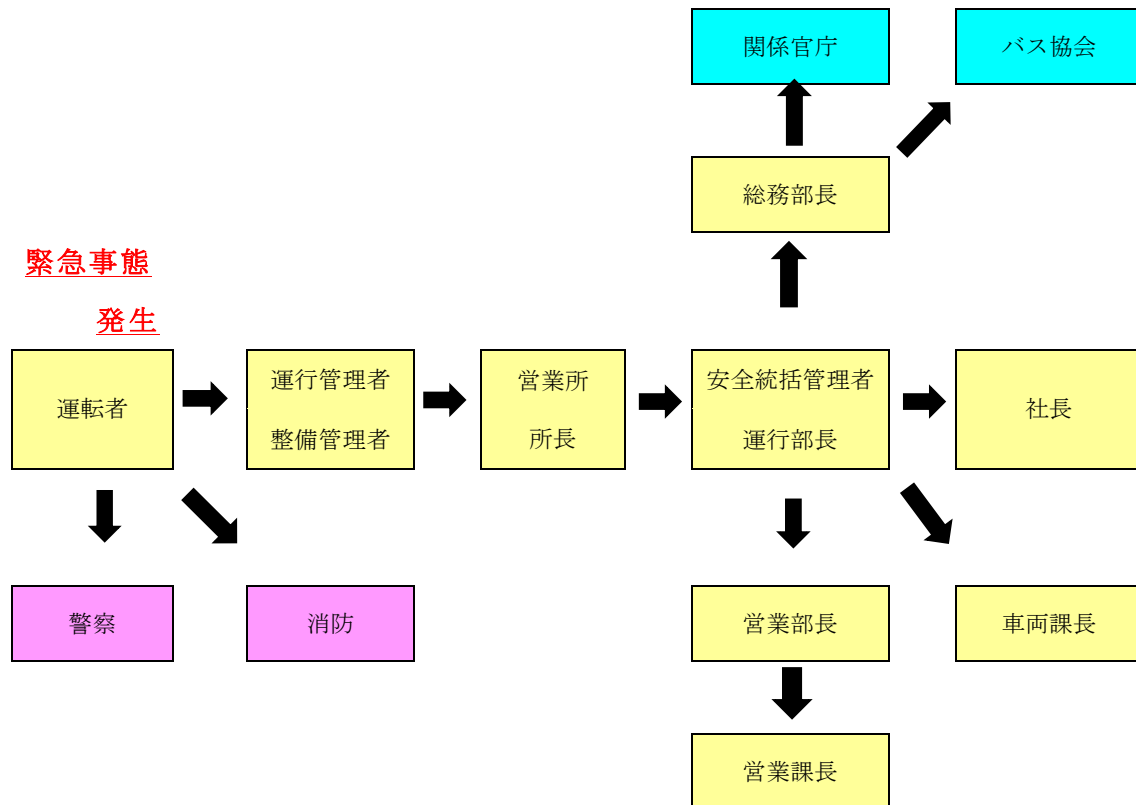 関係官庁
バス協会
総務部長
緊急事態
発生
運転者
運行管理者
整備管理者
営業所
所長
安全統括管理者
運行部長
社長
警察
消防
営業部長
車両課長
営業課長